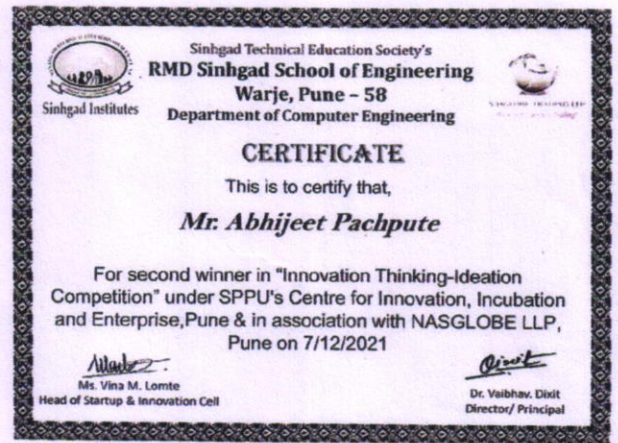 Sinhgad Technical Education Society's
RMD Sinhgad School of Engineering
Warje, Pune – 58
Department of Computer Engineering
Sinhgad Institutes
CERTIFICATE
This is to certify that,
Mr. Abhijeet Pachpute
For second winner in "Innovation Thinking-Ideation
Competition" under SPPU's Centre for Innovation, Incubation
and Enterprise,Pune & in association with NASGLOBE LLP,
Pune on 7/12/2021
Ms. Vina M. Lomte
Head of Startup & Innovation Cell
Dr. Vaibhav. Dixit
Director/ Principal